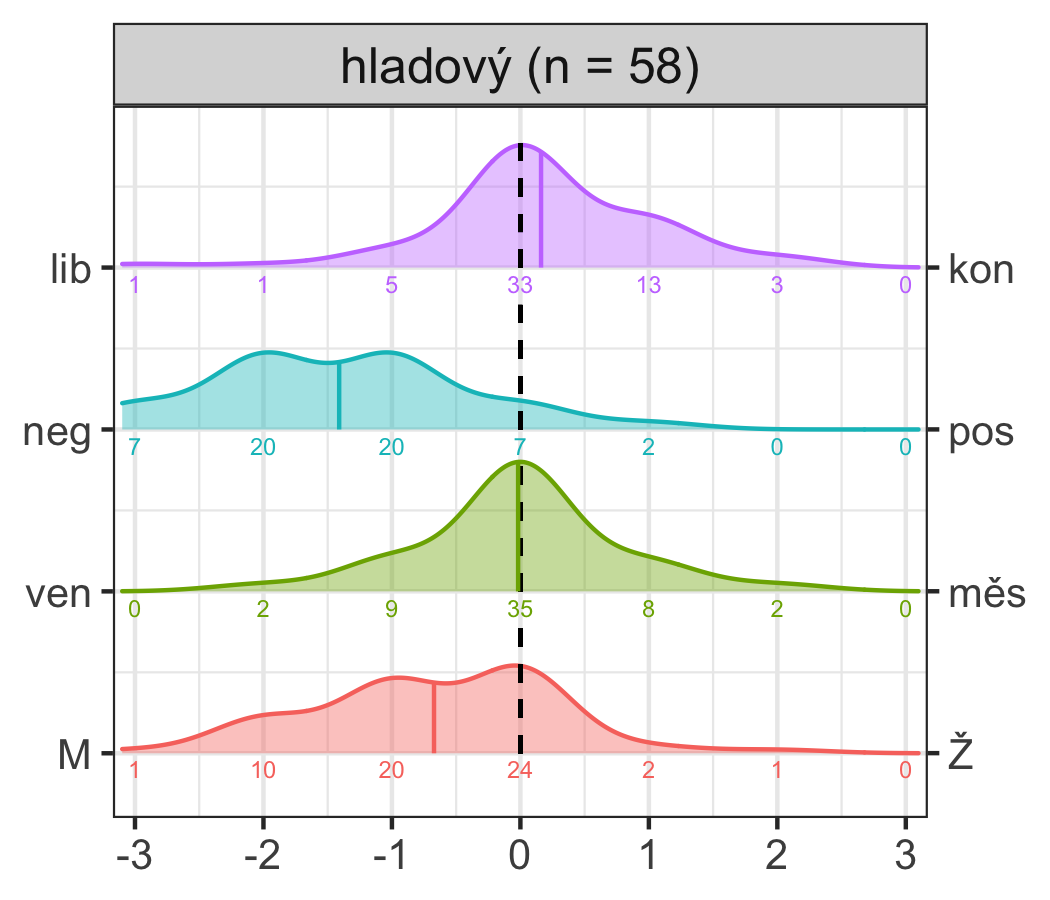 hladový (n = 58)
lib kon
1 1 5 33 13 3 0
neg pos
7 20 20 7 2 0 0
ven měs
0 2 9 35 8 2 0
M Ž
1 10 20 24 2 1 0
-3 -2 -1 0 1 2 3